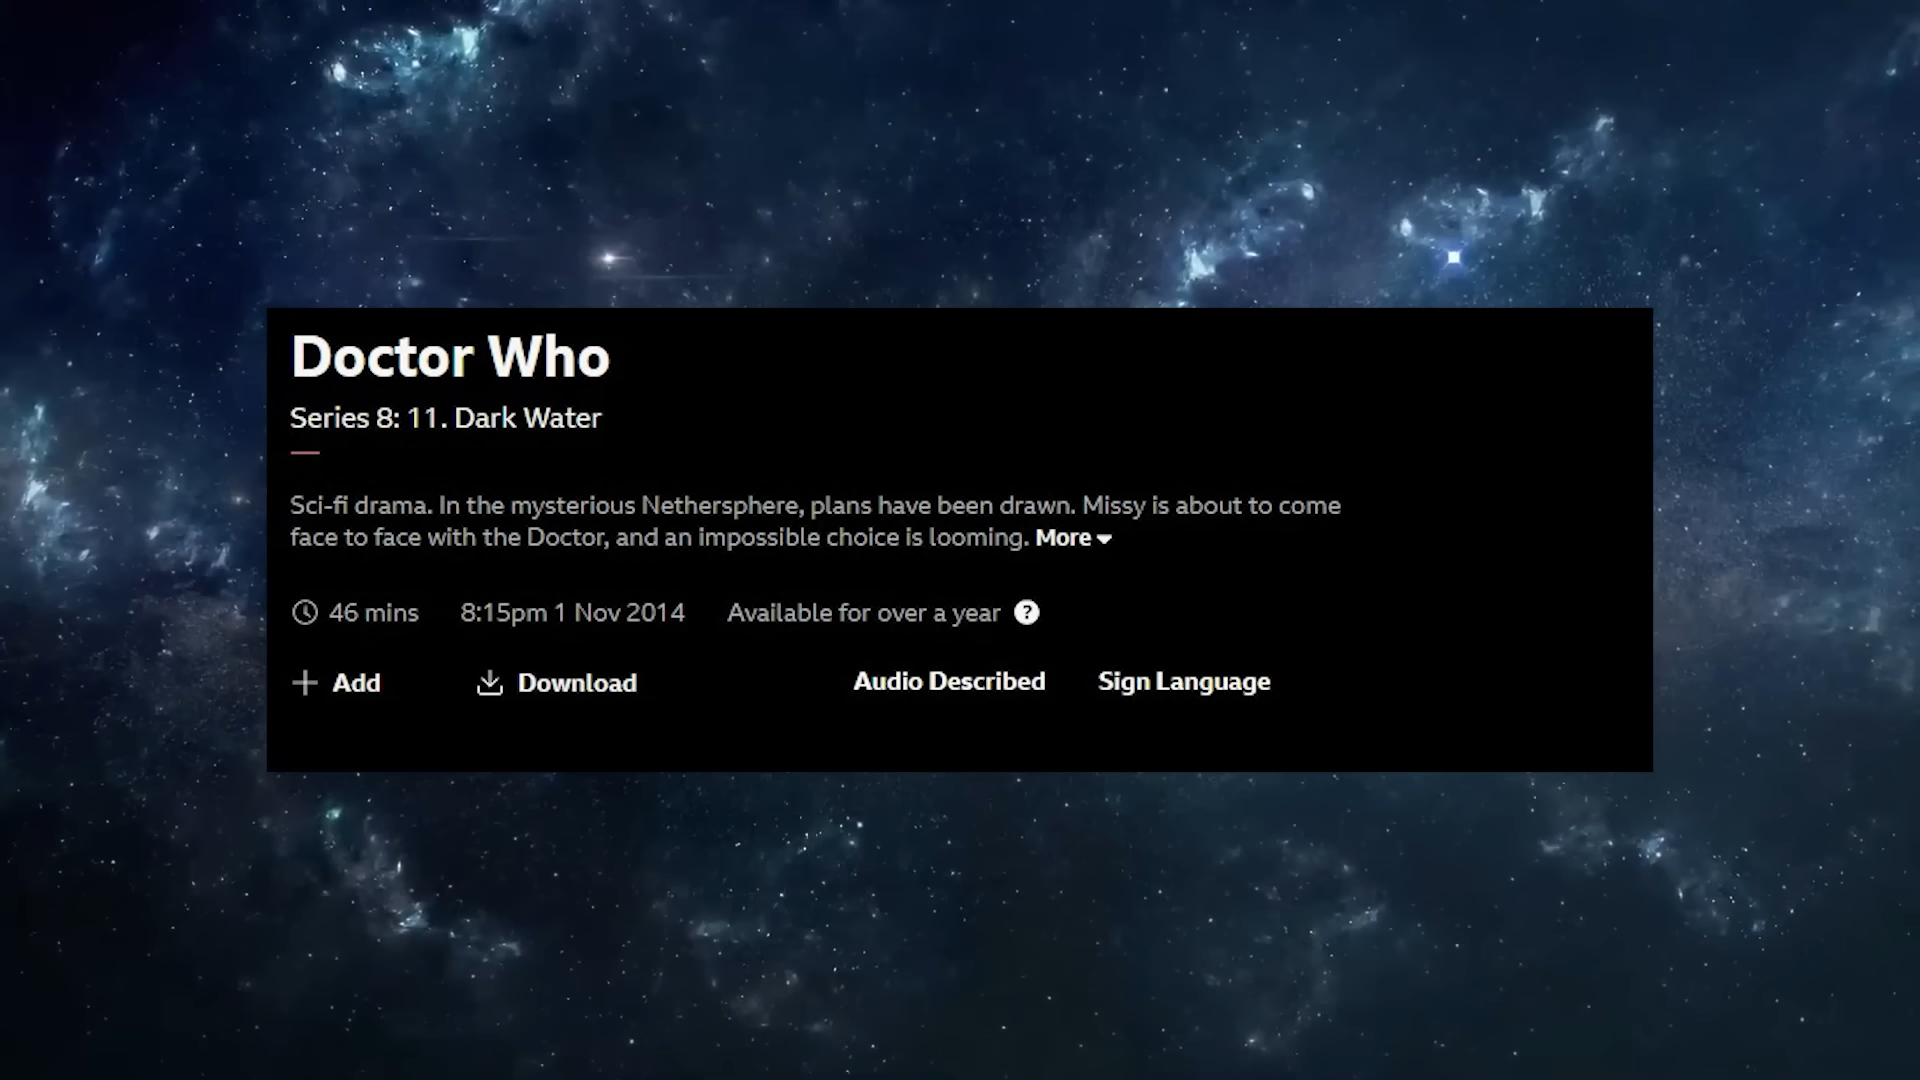 Doctor Who
Series 8: 11. Dark Water
Sci-fi drama. In the mysterious Nethersphere, plans have been drawn. Missy is about to come
face to face with the Doctor, and an impossible choice is looming. More
46 mins 8:15pm 1 Nov 2014 Available for over a year ?
Add Download Audio Described Sign Language